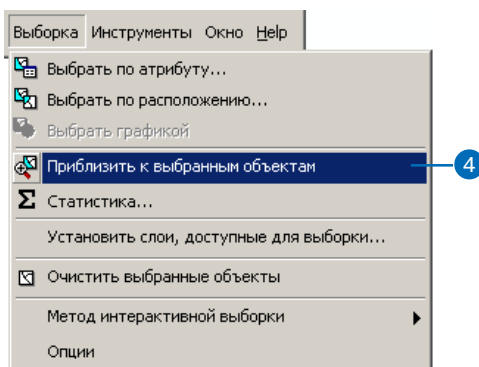 Выборка Инструменты Окно Help
Выбрать по атрибуту...
Выбрать по расположению...
Выбрать графикой
Приблизить к выбранным объектам 4
Σ Статистика...
Установить слои, доступные для выборки...
Очистить выбранные объекты
Метод интерактивной выборки
Опции